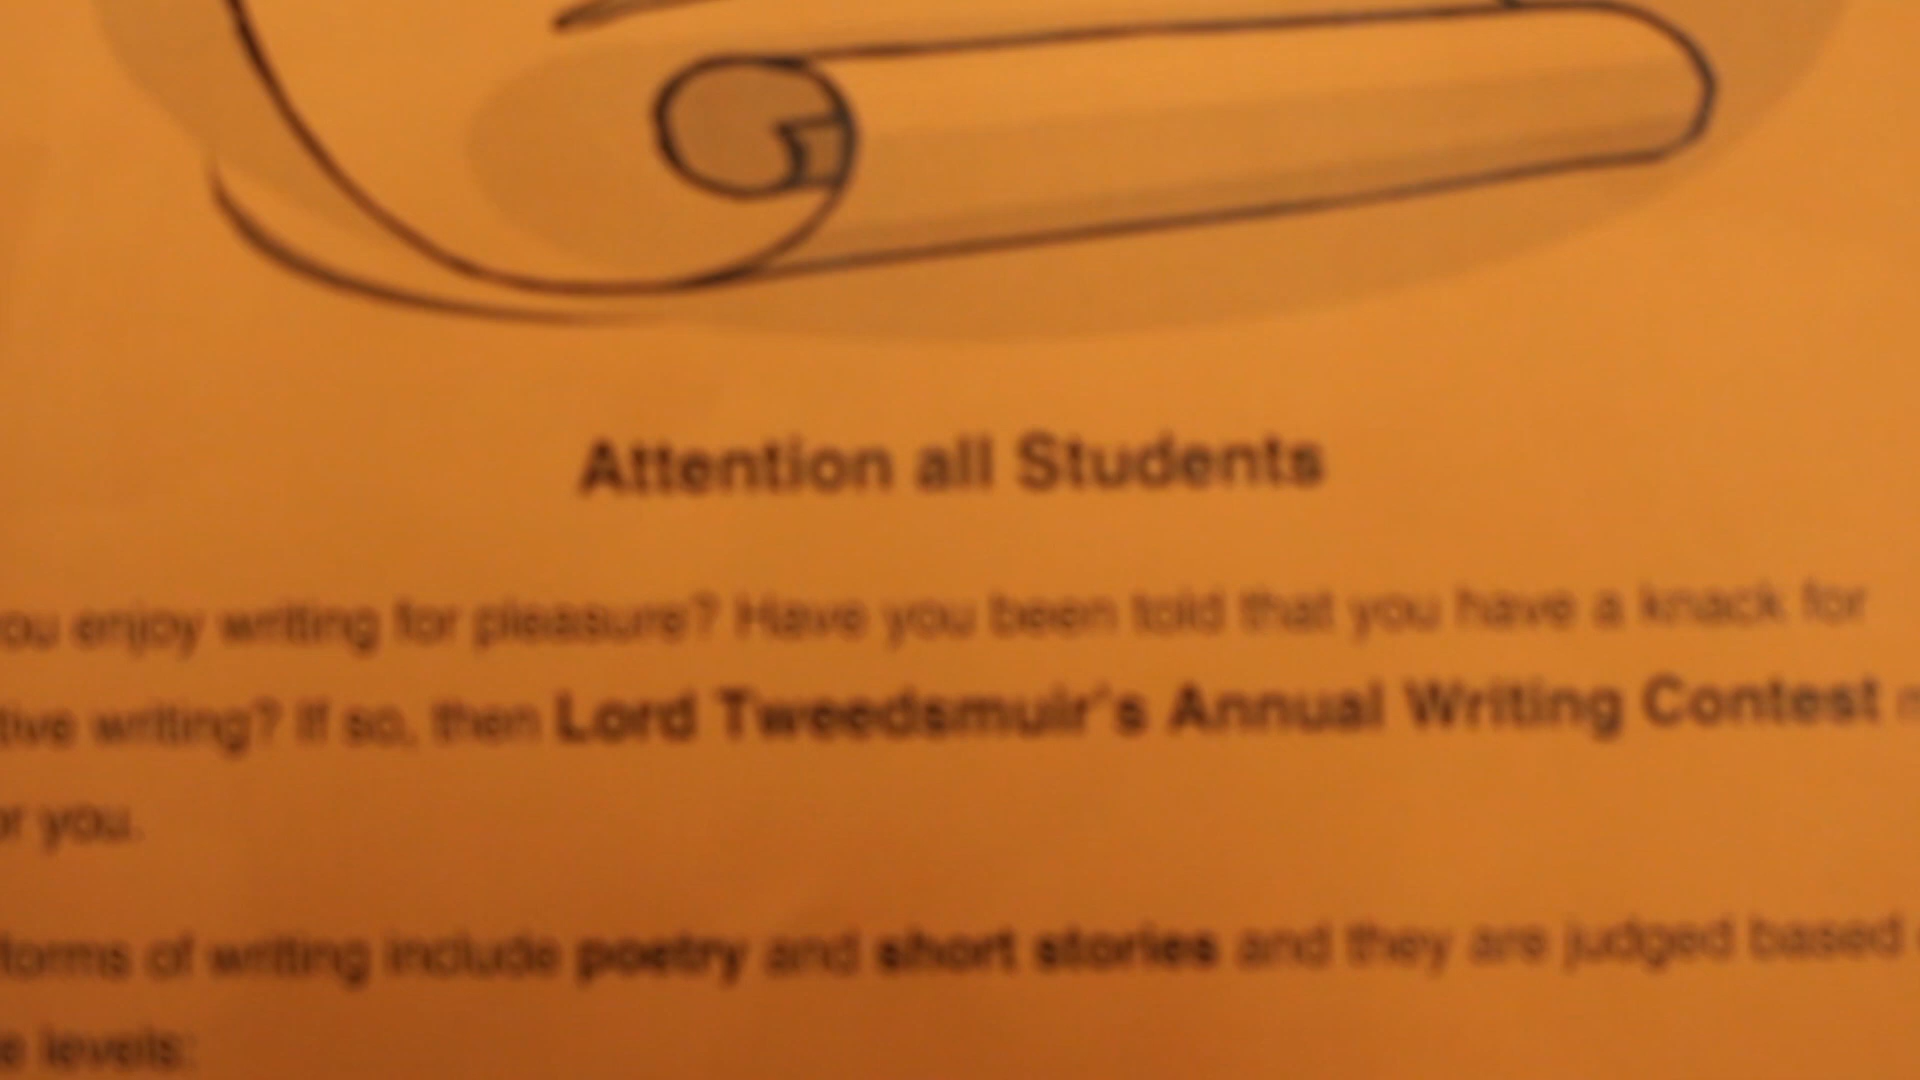 Attention all Students
ou enjoy writing for pleasure? Have you been told that you have a knack for
tive writing? If so, then Lord Tweedsmuir's Annual Writing Contest
or you.
forms of writing include poetry and short stories and they are judged based
e levels: